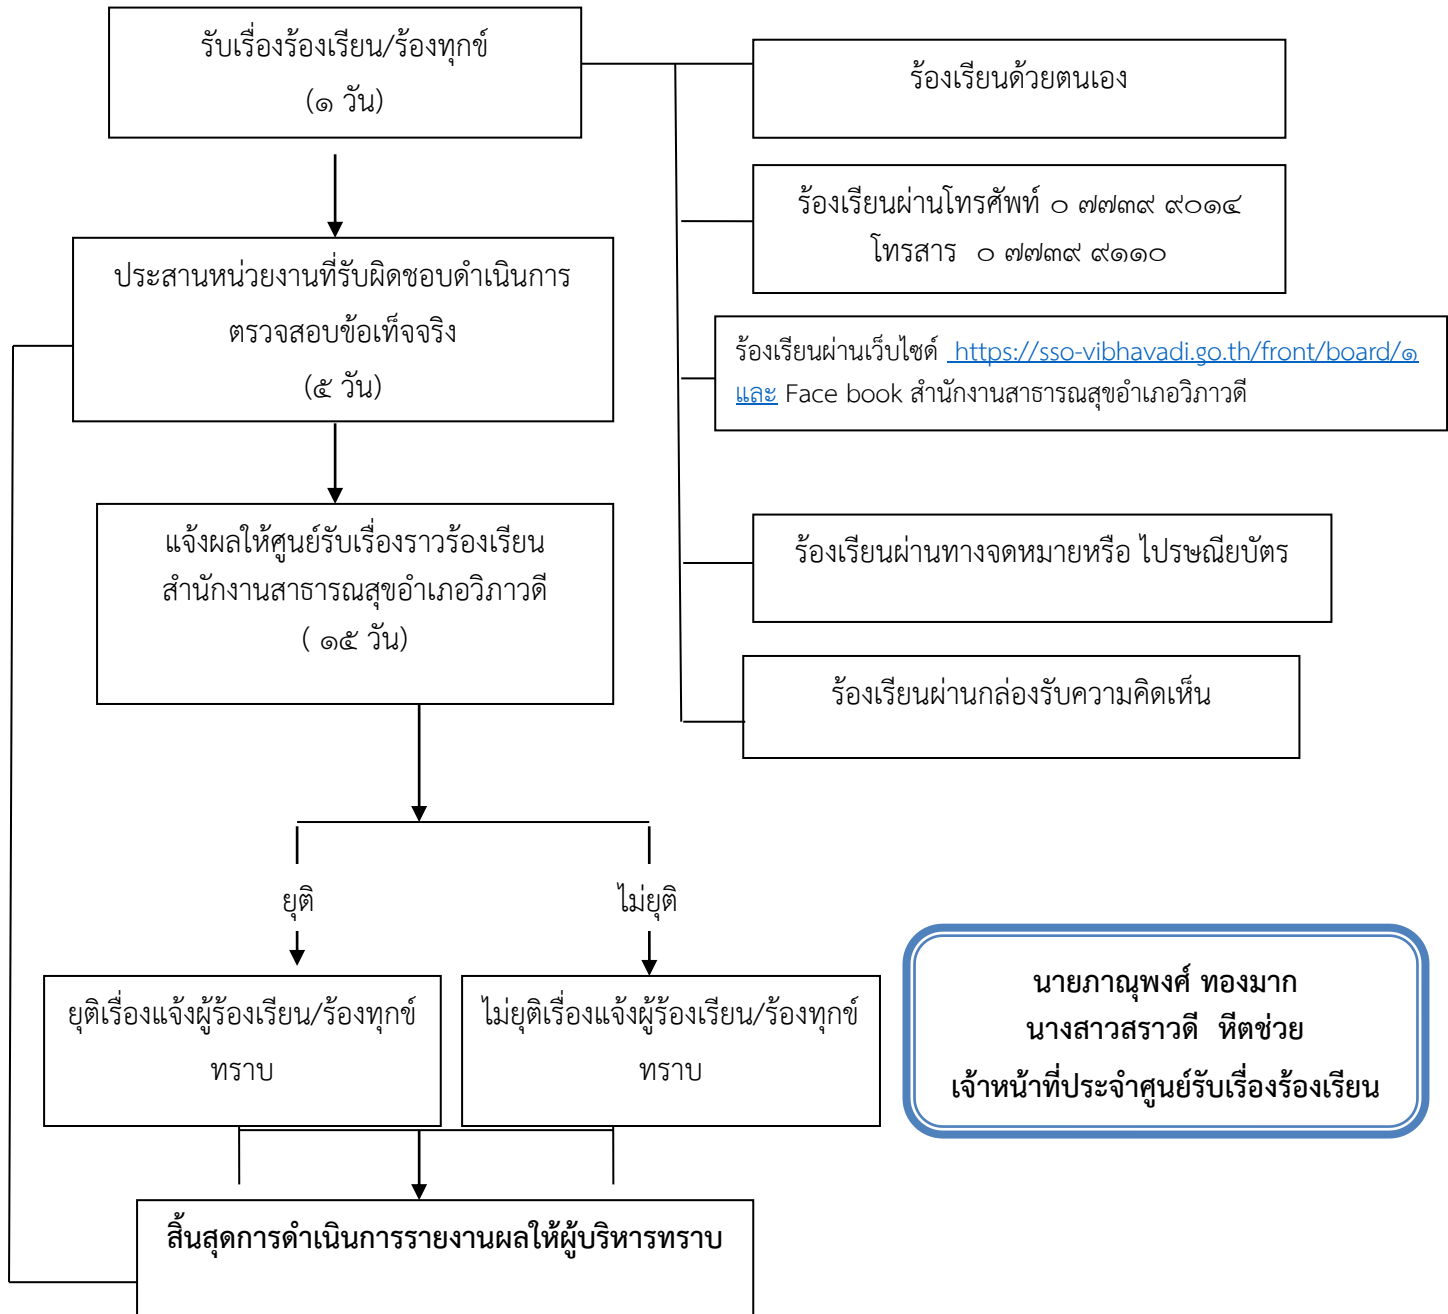 รับเรื่องร้องเรียน/ร้องทุกข์
(๑ วัน)
ร้องเรียนด้วยตนเอง
ร้องเรียนผ่านโทรศัพท์ ๐ ๗๗๓๙ ๙๐๑๔
โทรสาร ๐ ๗๗๓๙ ๙๑๑๐
ประสานหน่วยงานที่รับผิดชอบดำเนินการ
ตรวจสอบข้อเท็จจริง
(๕ วัน)
ร้องเรียนผ่านเว็บไซด์ https://sso-vibhavadi.go.th/front/board/๑
และ Face book สำนักงานสาธารณสุขอำเภอวิภาวดี
แจ้งผลให้ศูนย์รับเรื่องราวร้องเรียน
สำนักงานสาธารณสุขอำเภอวิภาวดี
( ๑๕ วัน)
ร้องเรียนผ่านทางจดหมายหรือ ไปรษณียบัตร
ร้องเรียนผ่านกล่องรับความคิดเห็น
ยุติ
ไม่ยุติ
ยุติเรื่องแจ้งผู้ร้องเรียน/ร้องทุกข์
ทราบ
ไม่ยุติเรื่องแจ้งผู้ร้องเรียน/ร้องทุกข์
ทราบ
นายภาณุพงศ์ ทองมาก
นางสาวสราวดี หีตช่วย
เจ้าหน้าที่ประจำศูนย์รับเรื่องร้องเรียน
สิ้นสุดการดำเนินการรายงานผลให้ผู้บริหารทราบ